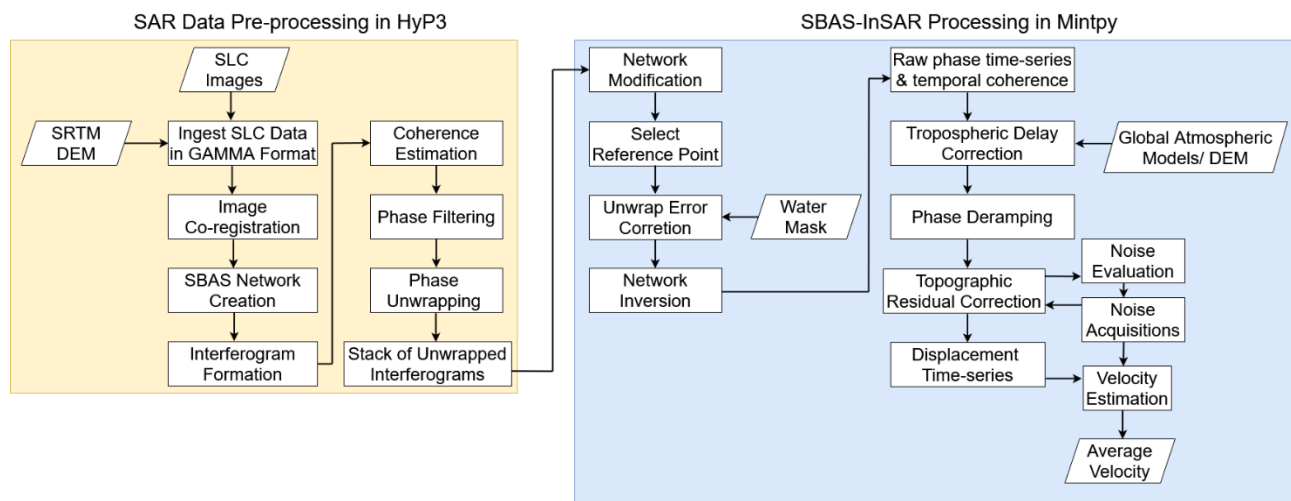 SAR Data Pre-processing in HyP3
SLC
Images
SRTM
DEM
Ingest SLC Data
in GAMMA Format
Image
Co-registration
SBAS Network
Creation
Interferogram
Formation
Coherence
Estimation
Phase Filtering
Phase
Unwrapping
Stack of Unwrapped
Interferograms
SBAS-InSAR Processing in Mintpy
Network
Modification
Select
Reference Point
Unwrap Error
Corretion
Water
Mask
Network
Inversion
Raw phase time-series
& temporal coherence
Tropospheric Delay
Correction
Global Atmospheric
Models/ DEM
Phase Deramping
Topographic
Residual Correction
Noise
Evaluation
Noise
Acquisitions
Displacement
Time-series
Velocity
Estimation
Average
Velocity